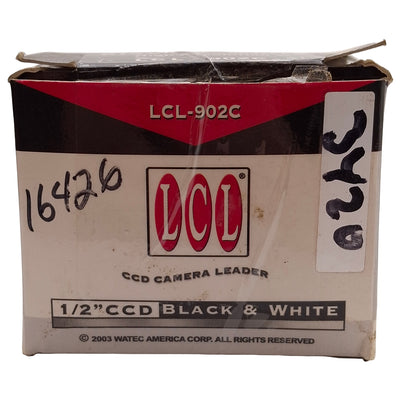 LCL-902C
16426
LCL
®
CCD CAMERA LEADER
1/2" CCD BLACK & WHITE
© 2003 WATEC AMERICA CORP. ALL RIGHTS RESERVED